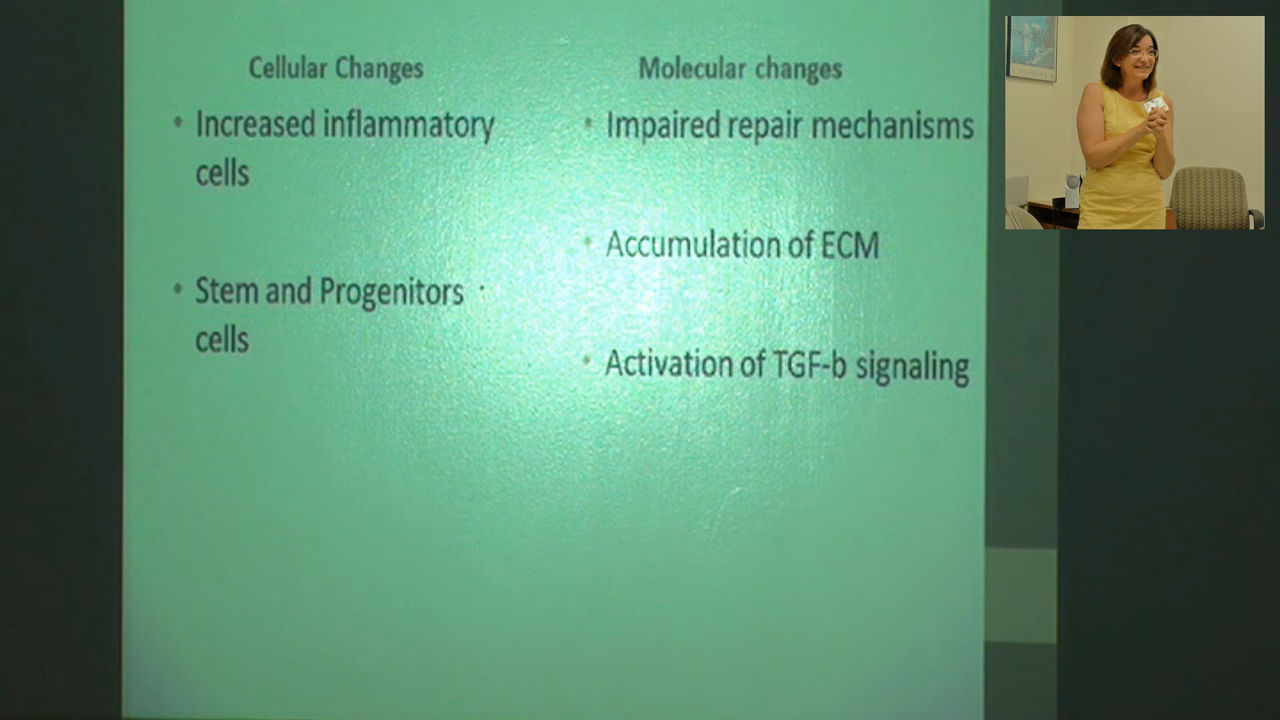 Cellular Changes
• Increased inflammatory
cells
• Stem and Progenitors
cells
Molecular changes
• Impaired repair mechanisms
• Accumulation of ECM
• Activation of TGF-b signaling